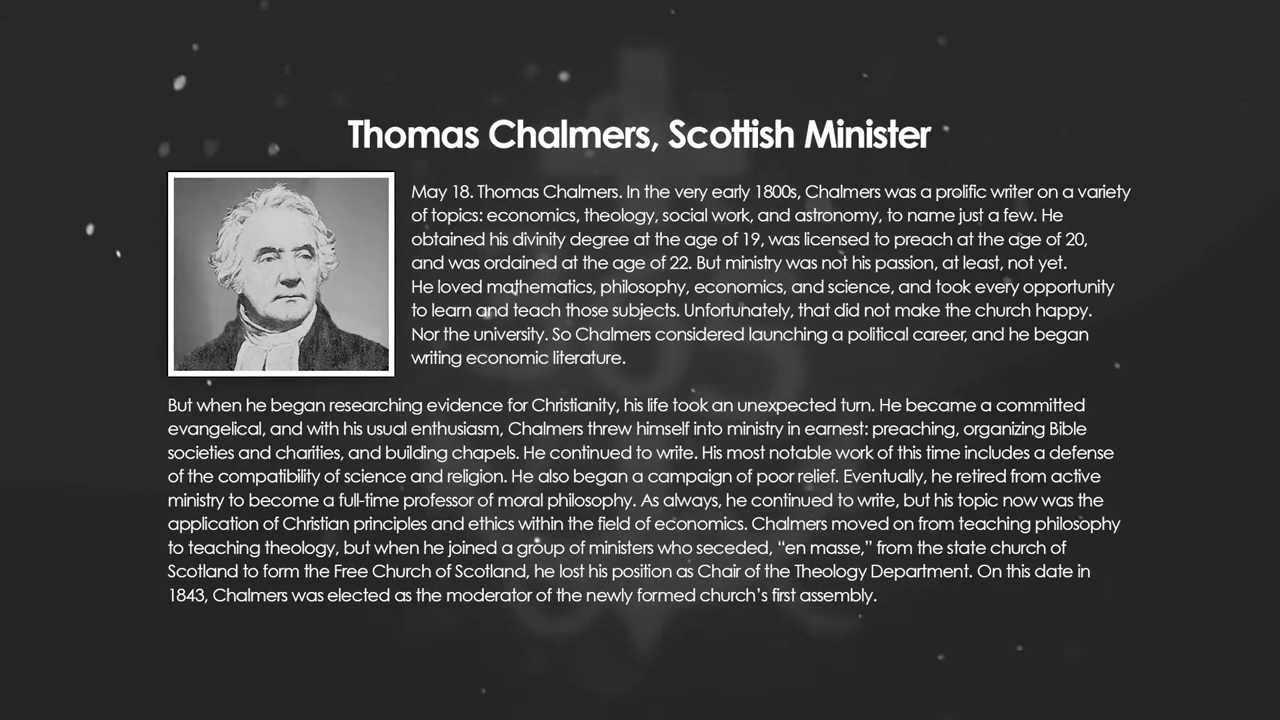 Thomas Chalmers, Scottish Minister
May 18. Thomas Chalmers. In the very early 1800s, Chalmers was a prolific writer on a variety
of topics: economics, theology, social work, and astronomy, to name just a few. He
obtained his divinity degree at the age of 19, was licensed to preach at the age of 20,
and was ordained at the age of 22. But ministry was not his passion, at least, not yet.
He loved mathematics, philosophy, economics, and science, and took every opportunity
to learn and teach those subjects. Unfortunately, that did not make the church happy.
Nor the university. So Chalmers considered launching a political career, and he began
writing economic literature.
But when he began researching evidence for Christianity, his life took an unexpected turn. He became a committed
evangelical, and with his usual enthusiasm, Chalmers threw himself into ministry in earnest: preaching, organizing Bible
societies and charities, and building chapels. He continued to write. His most notable work of this time includes a defense
of the compatibility of science and religion. He also began a campaign of poor relief. Eventually, he retired from active
ministry to become a full-time professor of moral philosophy. As always, he continued to write, but his topic now was the
application of Christian principles and ethics within the field of economics. Chalmers moved on from teaching philosophy
to teaching theology, but when he joined a group of ministers who seceded, “en masse,” from the state church of
Scotland to form the Free Church of Scotland, he lost his position as Chair of the Theology Department. On this date in
1843, Chalmers was elected as the moderator of the newly formed church’s first assembly.